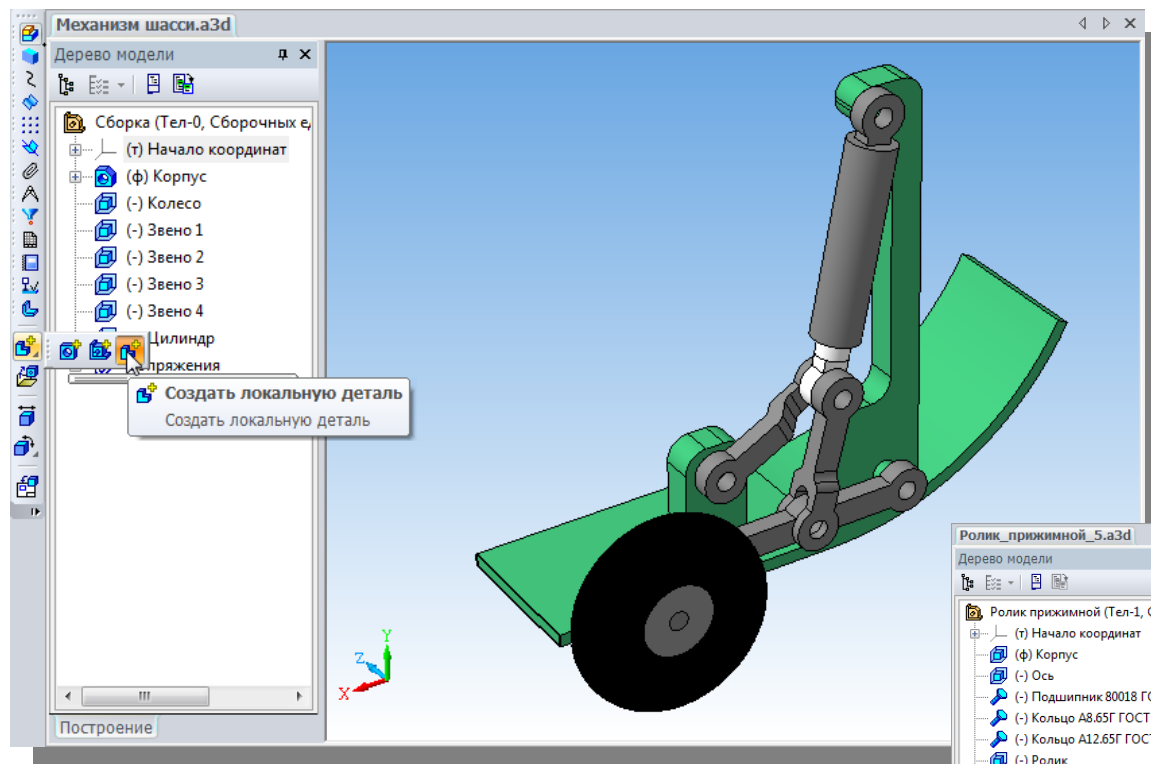 Механизм шасси.a3d
Дерево модели
Сборка (Тел-0, Сборочных е
(т) Начало координат
(ф) Корпус
(-) Колесо
(-) Звено 1
(-) Звено 2
(-) Звено 3
(-) Звено 4
Цилиндр
пряжения
Создать локальную деталь
Создать локальную деталь
Y
Z
X
Построение
Ролик_прижимной_5.a3d
Дерево модели
Ролик прижимной (Тел-1, С
(т) Начало координат
(ф) Корпус
(-) Ось
(-) Подшипник 80018 ГО
(-) Кольцо А8.65Г ГОСТ
(-) Кольцо А12.65Г ГОСТ
(-) Ролик